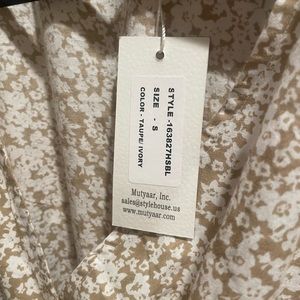 STYLE -163827HSBL
SIZE - S
COLOR - TAUPE/IVORY
Mutyaar, Inc.
sales@stylehouse.us
www.mutyaar.com